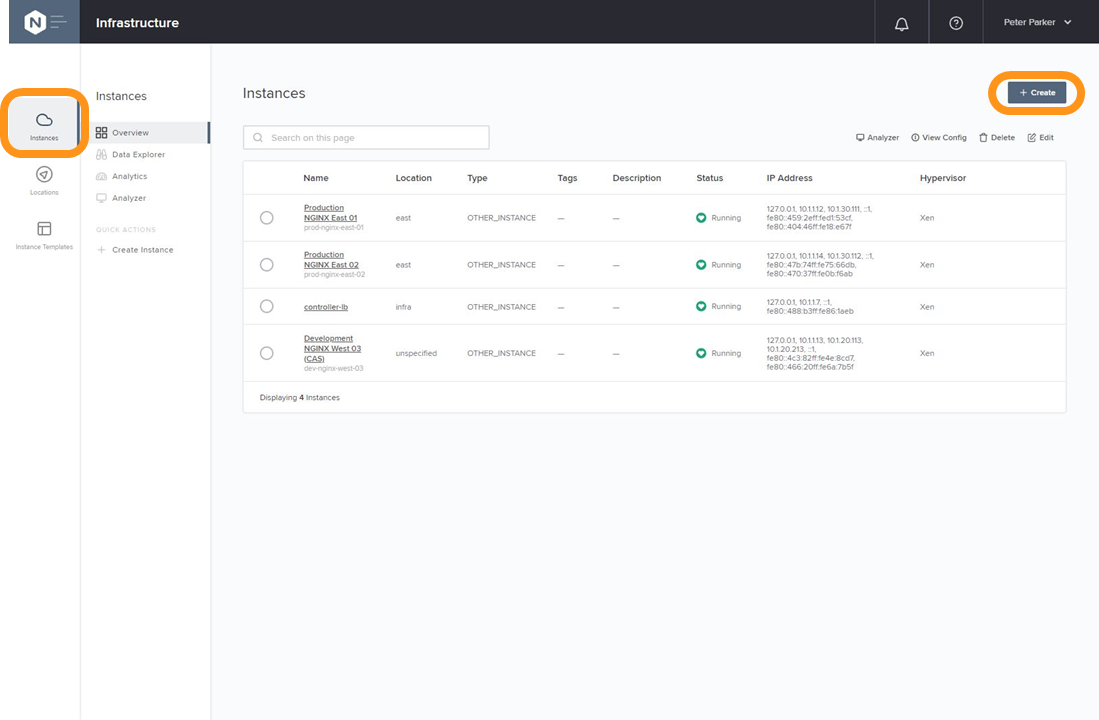 N
Infrastructure
Peter Parker
Instances
Locations
Instance Templates
Instances
Overview
Data Explorer
Analytics
Analyzer
QUICK ACTIONS
+ Create Instance
Instances
+ Create
Search on this page
Analyzer View Config Delete Edit
Name Location Type Tags Description Status IP Address Hypervisor
Production
NGINX East 01
prod-nginx-east-01
east OTHER_INSTANCE — — Running
127.0.0.1, 10.1.1.12, 10.1.30.111, ::1,
fe80::459:2eff:fed1:53cf,
fe80::404:46ff:fe18:e67f
Xen
Production
NGINX East 02
prod-nginx-east-02
east OTHER_INSTANCE — — Running
127.0.0.1, 10.1.1.14, 10.1.30.112, ::1,
fe80::47b:74ff:fe75:66db,
fe80::470:37ff:fe0b:f6ab
Xen
controller-lb
infra OTHER_INSTANCE — — Running
127.0.0.1, 10.1.1.7, ::1,
fe80::488:b3ff:fe86:1aeb
Xen
Development
NGINX West 03
(CAS)
dev-nginx-west-03
unspecified OTHER_INSTANCE — — Running
127.0.0.1, 10.1.1.13, 10.1.20.113,
10.1.20.213, ::1,
fe80::4c3:82ff:fe4e:8cd7,
fe80::466:20ff:fe6a:7b5f
Xen
Displaying 4 Instances